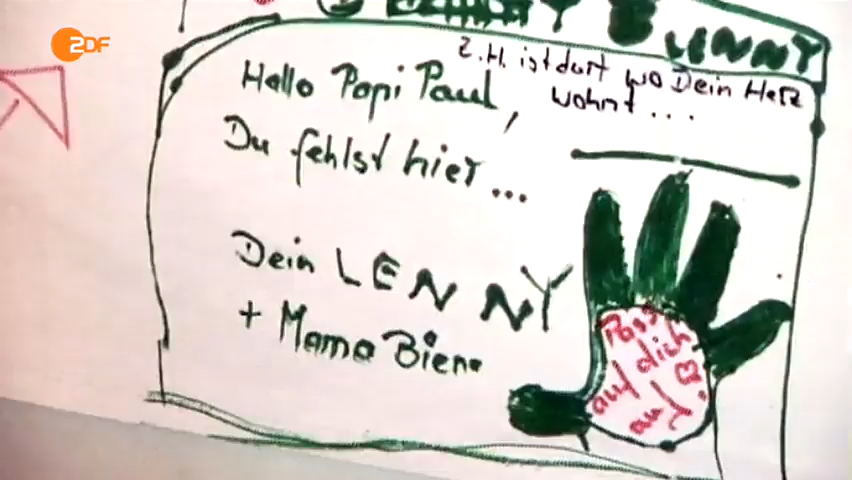 ZDF
LENNY
Z.H. ist dort wo Dein Herz
wohnt...
Hallo Papi Paul,
Du fehlst hier...
Dein LENNY
+ Mama Biene
Pass
auf dich
auf